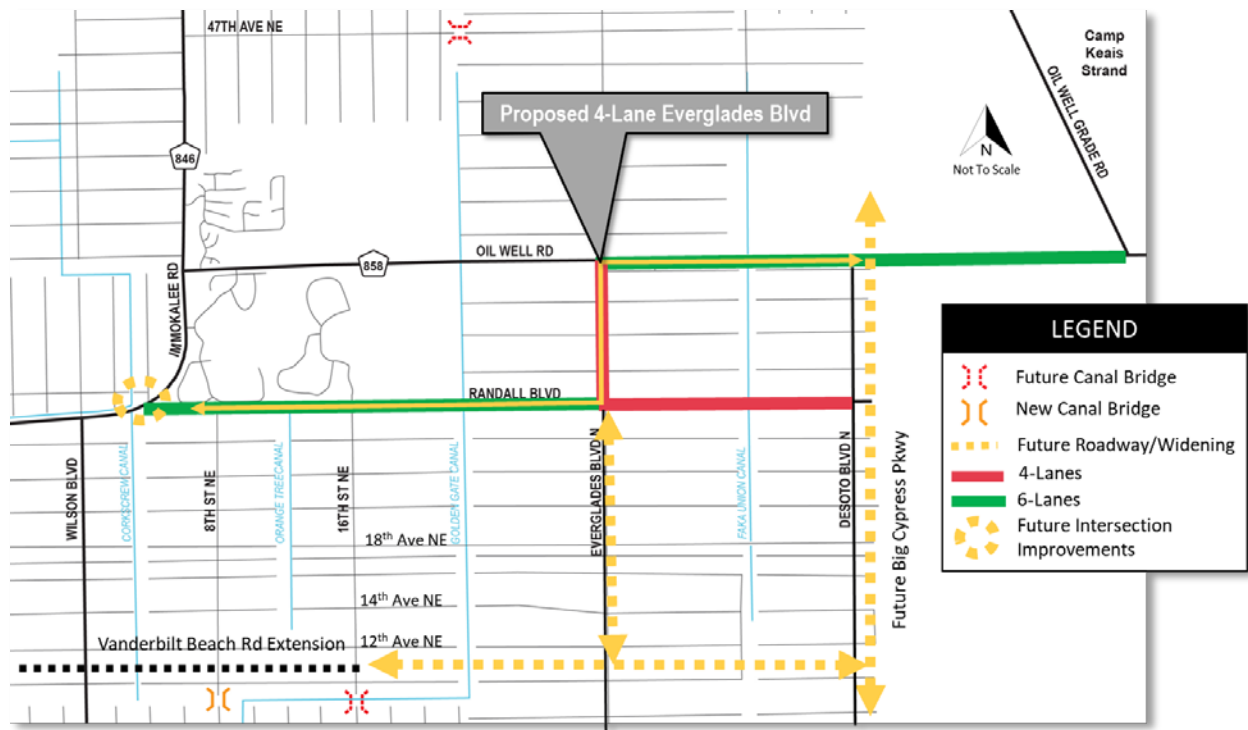 47TH AVE NE
Camp
Keais
Strand
OIL WELL GRADE RD
Proposed 4-Lane Everglades Blvd
N
Not To Scale
846
IMMOKALEE RD
858
OIL WELL RD
RANDALL BLVD
LEGEND
Future Canal Bridge
New Canal Bridge
Future Roadway/Widening
4-Lanes
6-Lanes
Future Intersection
Improvements
WILSON BLVD
CORKSCREW CANAL
8TH ST NE
ORANGE TREE CANAL
16TH ST NE
GOLDEN GATE CANAL
EVERGLADES BLVD N
FAKA UNION CANAL
DESOTO BLVD N
Future Big Cypress Pkwy
18th Ave NE
14th Ave NE
12th Ave NE
Vanderbilt Beach Rd Extension